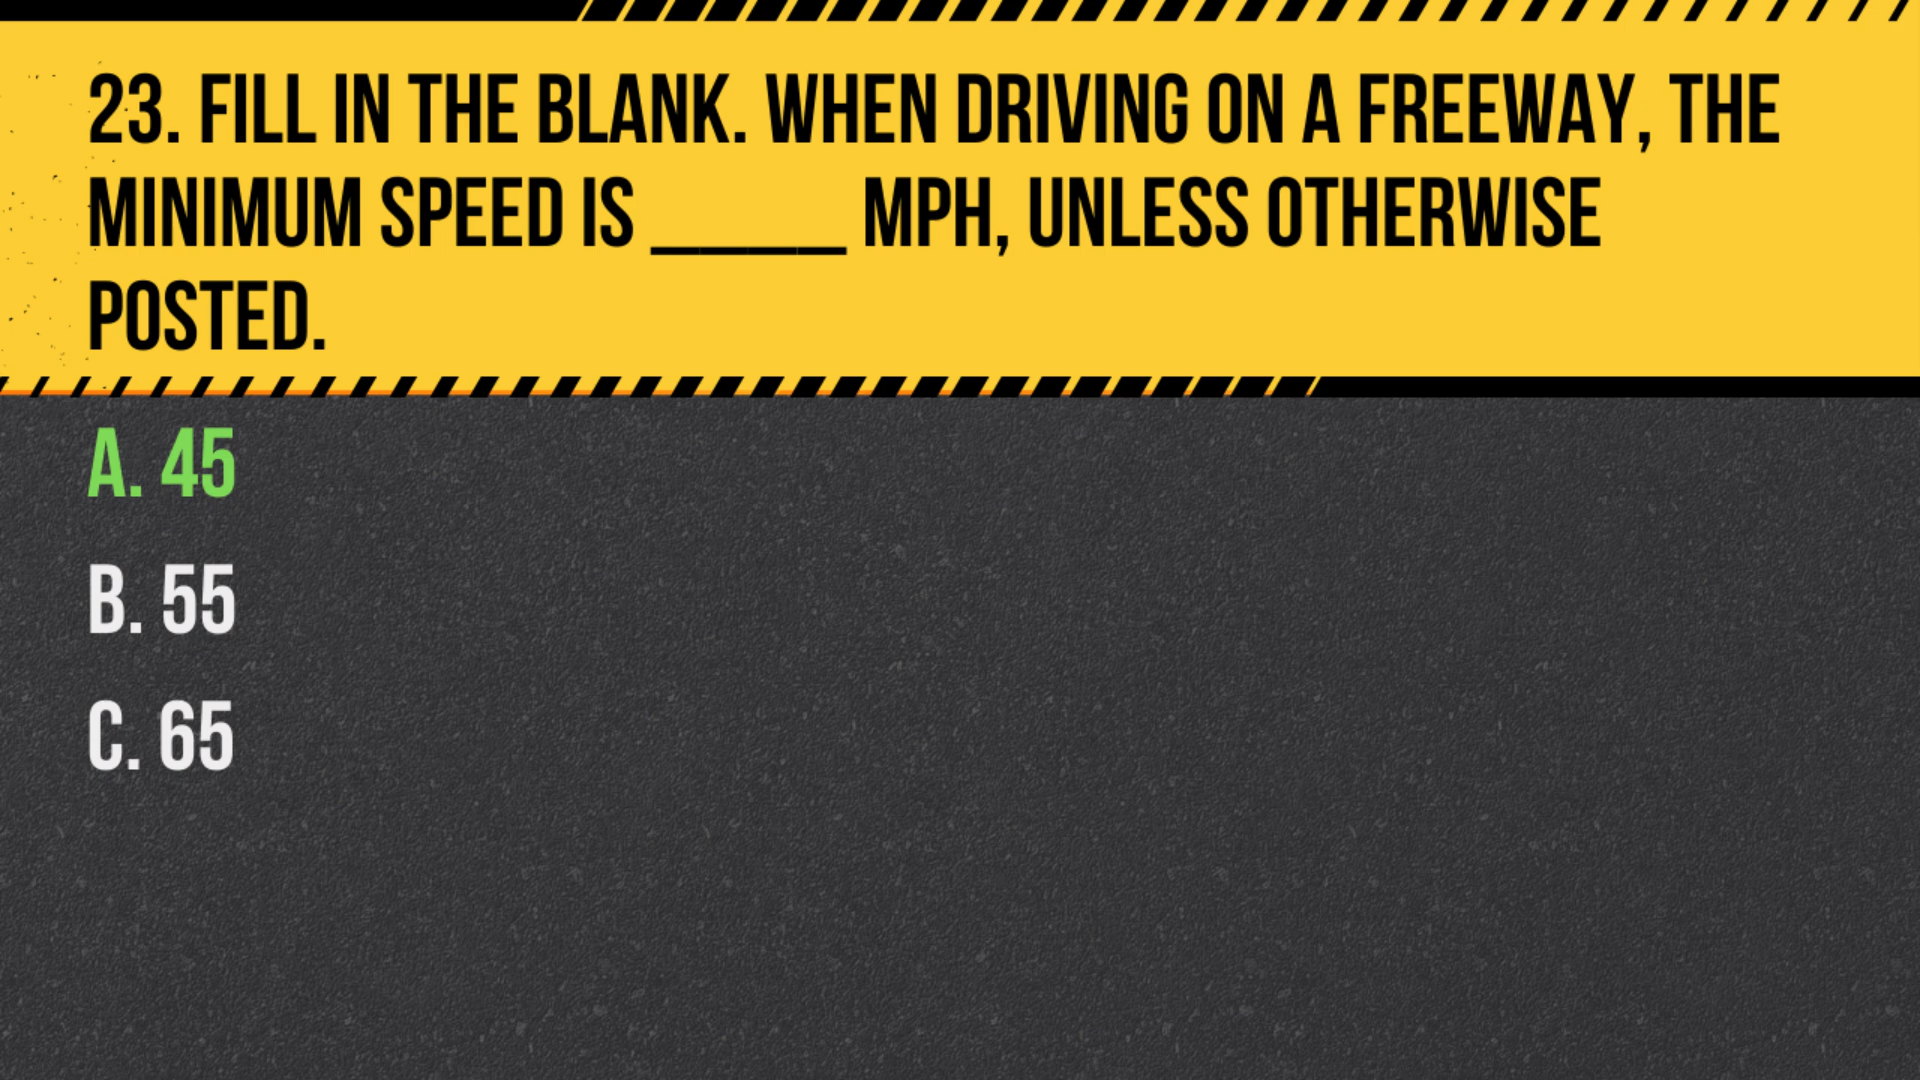 23. FILL IN THE BLANK. WHEN DRIVING ON A FREEWAY, THE
MINIMUM SPEED IS _____ MPH, UNLESS OTHERWISE
POSTED.
A. 45
B. 55
C. 65